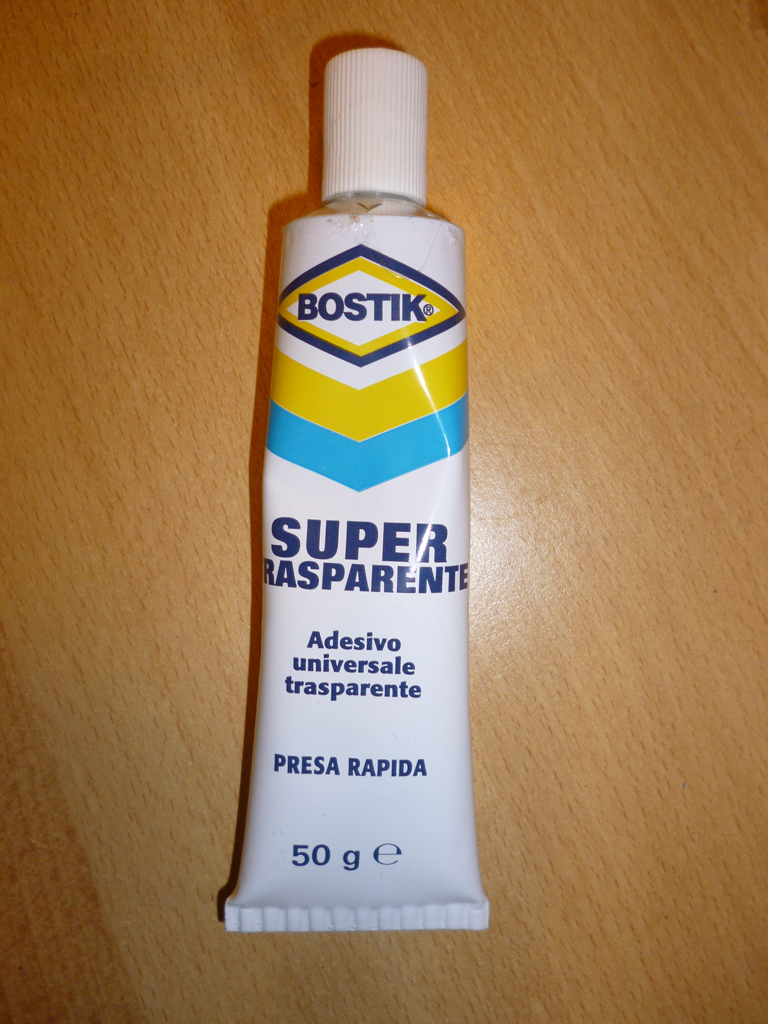 BOSTIK®
SUPER
RASPARENTE
Adesivo
universale
trasparente
PRESA RAPIDA
50 g ℮